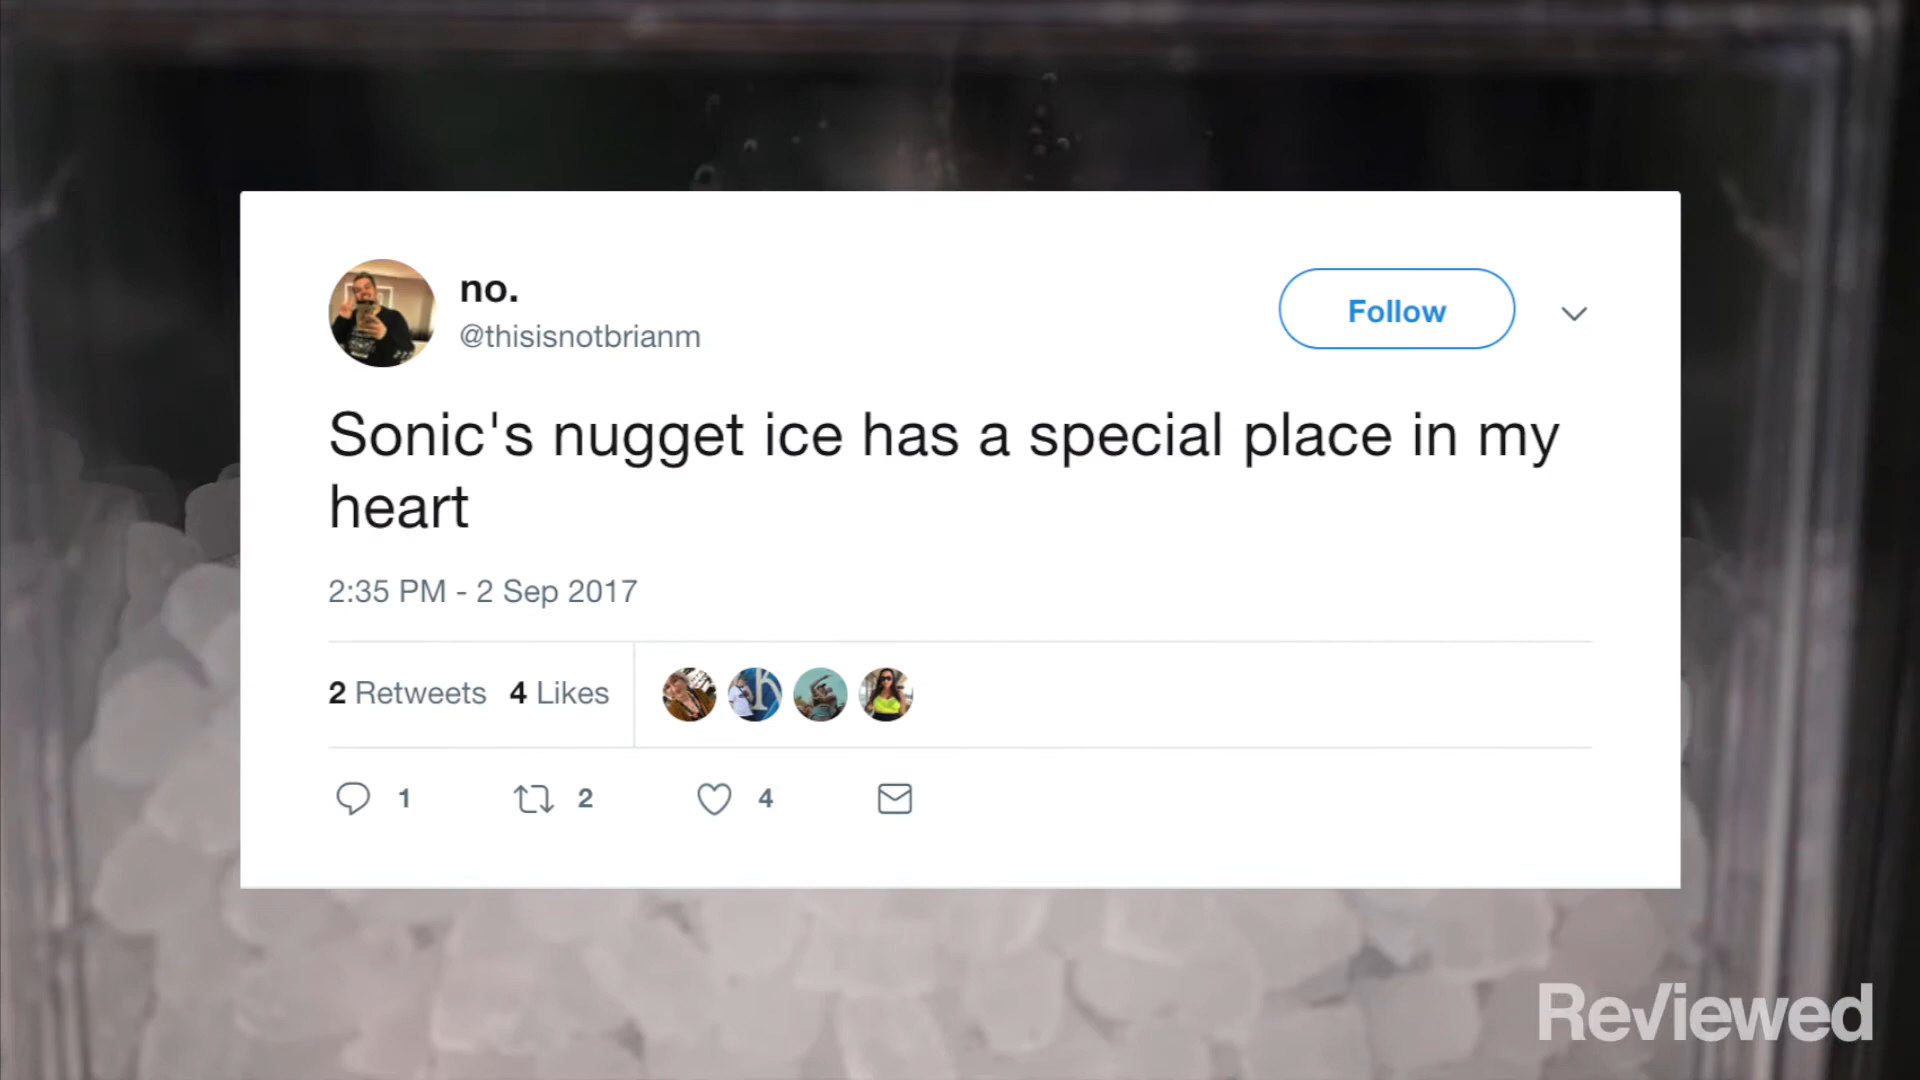 no.
@thisisnotbrianm
Follow
Sonic's nugget ice has a special place in my
heart
2:35 PM - 2 Sep 2017
2 Retweets 4 Likes
1 2 4
Reviewed